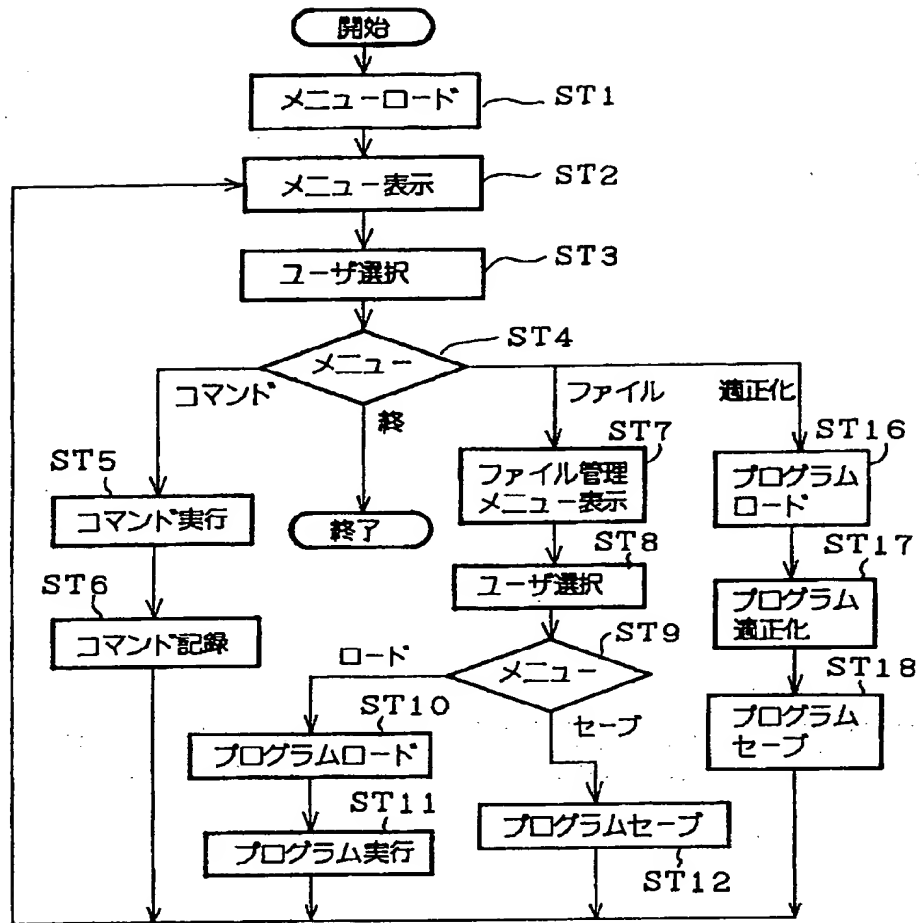 開始
メニューロード
ST1
メニュー表示
ST2
ユーザ選択
ST3
メニュー
ST4
コマンド
終
ファイル
適正化
ST5
コマンド実行
ST6
コマンド記録
終了
ST7
ファイル管理
メニュー表示
ST8
ユーザ選択
ST9
メニュー
ロード
セーブ
ST10
プログラムロード
ST11
プログラム実行
プログラムセーブ
ST12
ST16
プログラム
ロード
ST17
プログラム
適正化
ST18
プログラム
セーブ